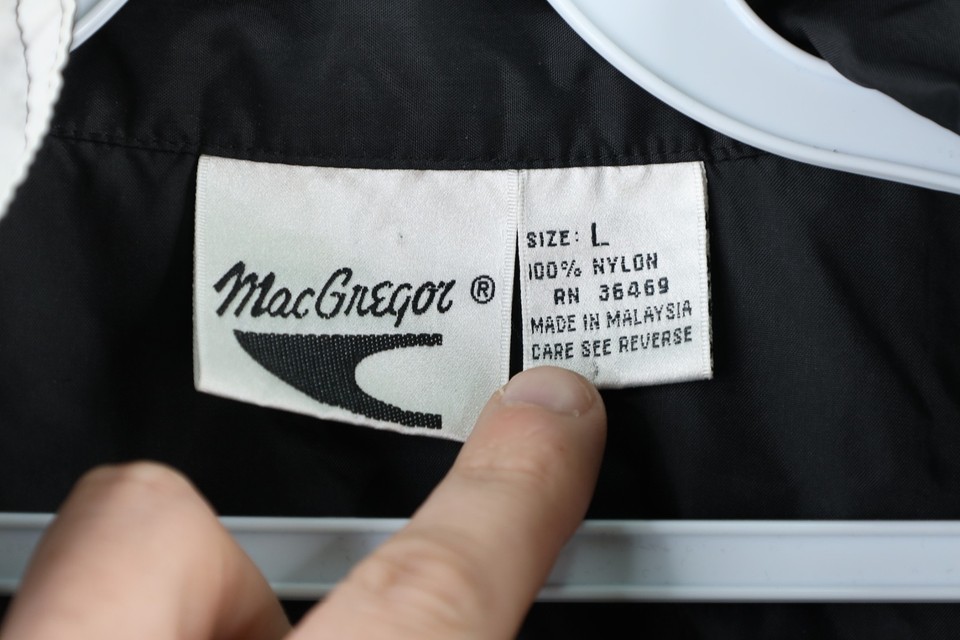 MacGregor ®
SIZE: L
100% NYLON
RN 36469
MADE IN MALAYSIA
CARE SEE REVERSE